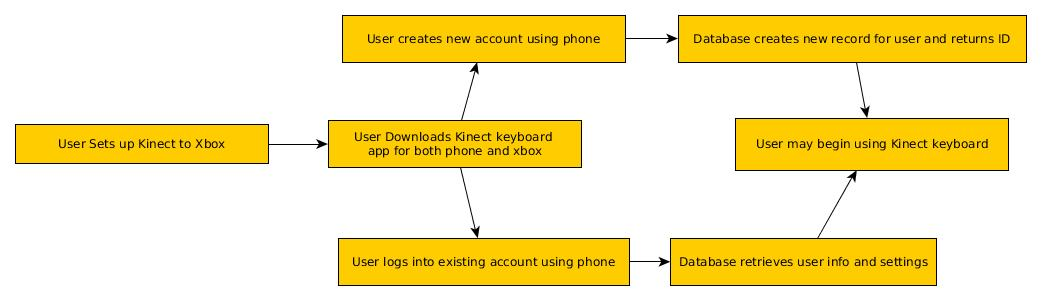 User creates new account using phone
Database creates new record for user and returns ID
User Sets up Kinect to Xbox
User Downloads Kinect keyboard
app for both phone and xbox
User may begin using Kinect keyboard
User logs into existing account using phone
Database retrieves user info and settings